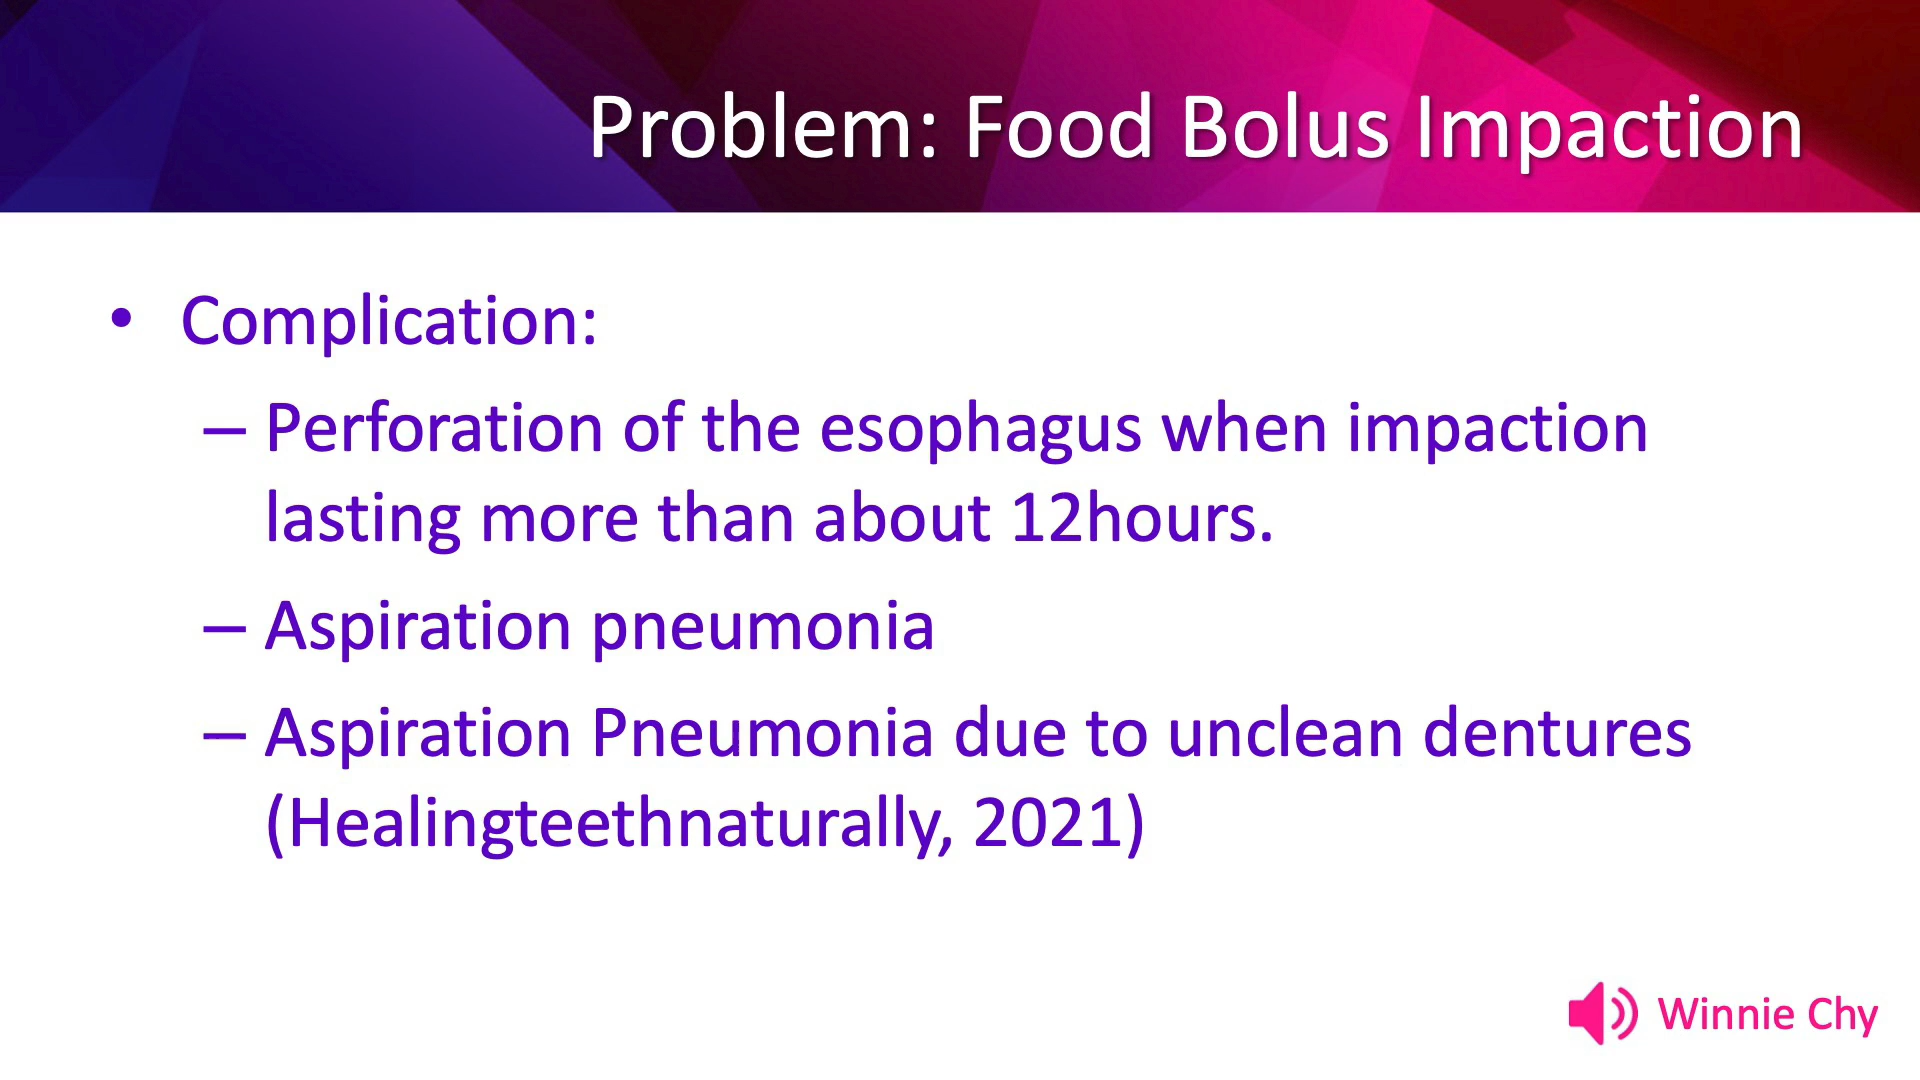 Problem: Food Bolus Impaction
• Complication:
– Perforation of the esophagus when impaction
lasting more than about 12hours.
– Aspiration pneumonia
– Aspiration Pneumonia due to unclean dentures
(Healingteethnaturally, 2021)
Winnie Chy